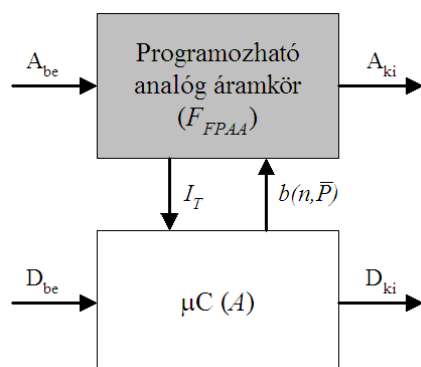 A_be
Programozható
analóg áramkör
(F_FPAA)
A_ki
I_T
b(n,P̅)
D_be
μC (A)
D_ki